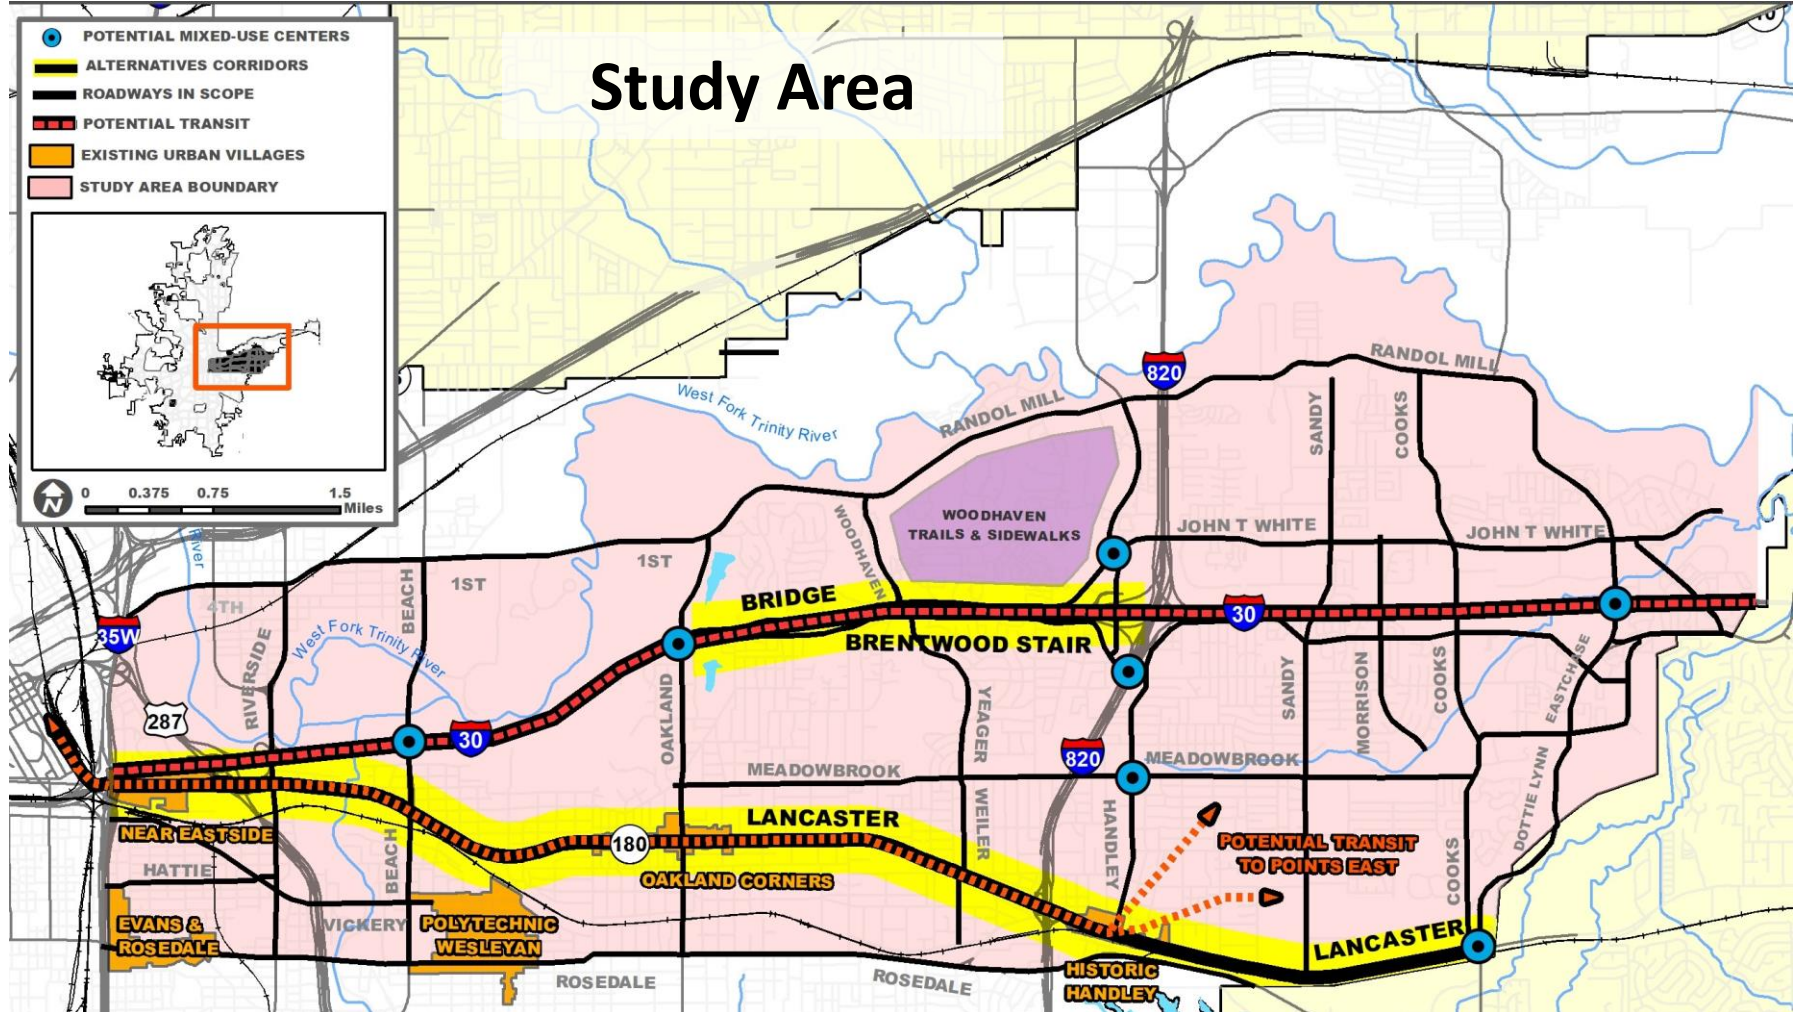 Study Area
POTENTIAL MIXED-USE CENTERS
ALTERNATIVES CORRIDORS
ROADWAYS IN SCOPE
POTENTIAL TRANSIT
EXISTING URBAN VILLAGES
STUDY AREA BOUNDARY
N
0 0.375 0.75 1.5
Miles
10
820
RANDOL MILL
RANDOL MILL
West Fork Trinity River
SANDY
COOKS
WOODHAVEN
TRAILS & SIDEWALKS
WOODHAVEN
JOHN T WHITE
JOHN T WHITE
River
1ST
1ST
BEACH
4TH
35W
RIVERSIDE
West Fork Trinity River
BRIDGE
BRENTWOOD STAIR
30
287
30
OAKLAND
YEAGER
SANDY
MORRISON
COOKS
EASTCHASE
820
MEADOWBROOK
MEADOWBROOK
LANCASTER
180
NEAR EASTSIDE
HATTIE
BEACH
OAKLAND CORNERS
WEILER
HANDLEY
POTENTIAL TRANSIT
TO POINTS EAST
COOKS
DOTTIE LYNN
EVANS &
ROSEDALE
VICKERY
POLYTECHNIC
WESLEYAN
ROSEDALE
ROSEDALE
LANCASTER
HISTORIC
HANDLEY